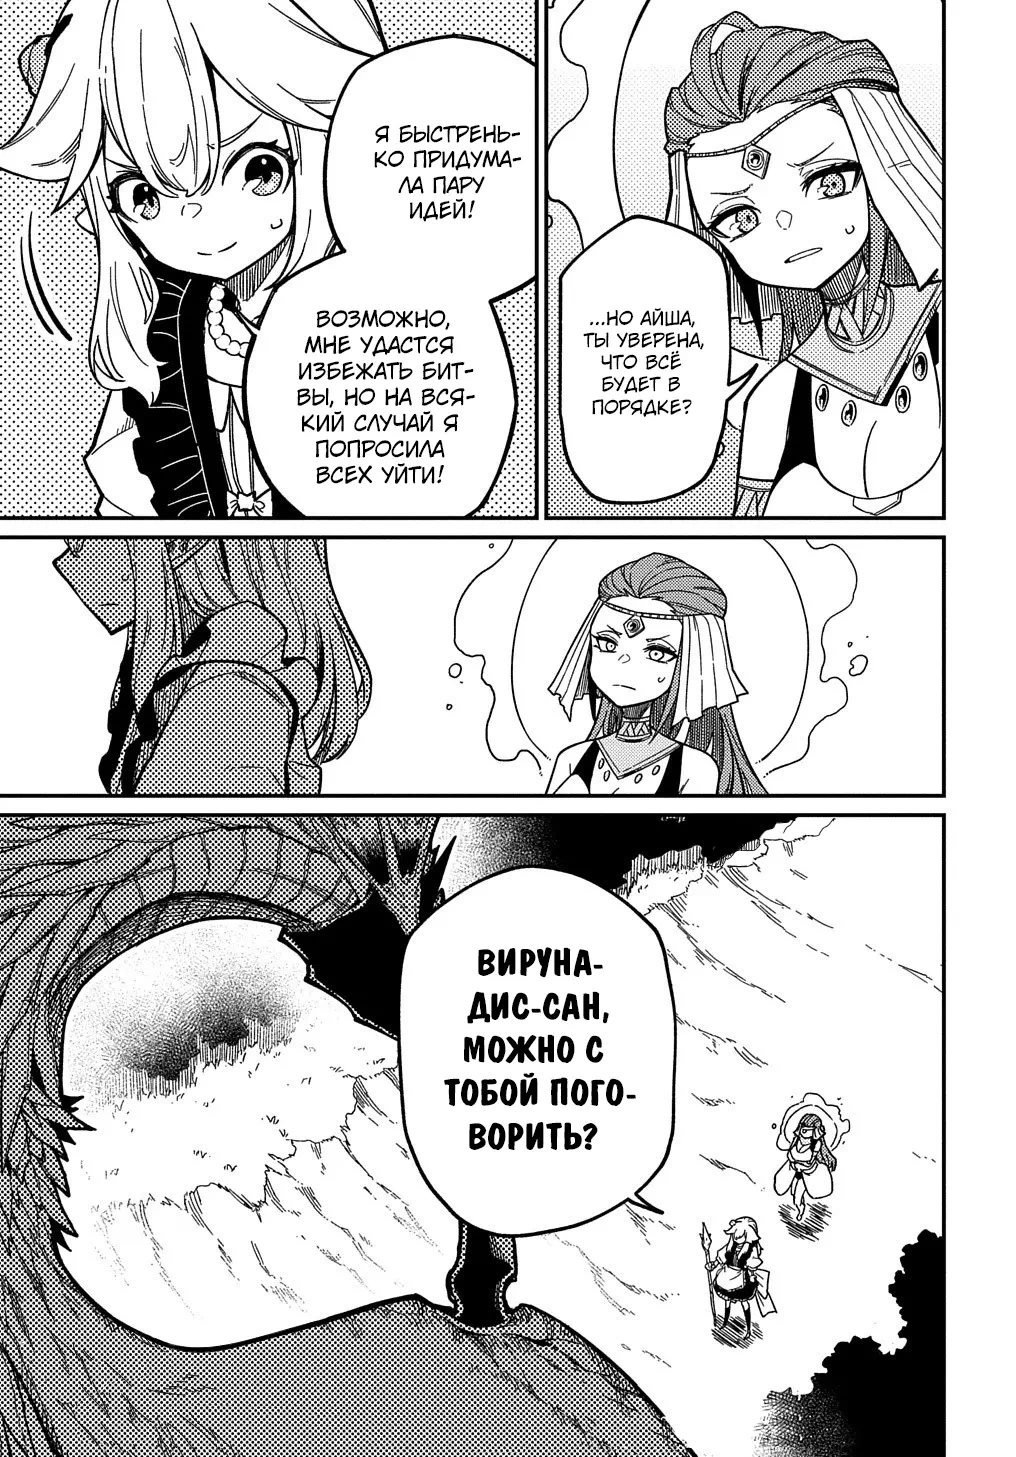 ...НО АЙША,
ТЫ УВЕРЕНА,
ЧТО ВСЁ
БУДЕТ В
ПОРЯДКЕ?
Я БЫСТРЕНЬ-
КО ПРИДУМА-
ЛА ПАРУ
ИДЕЙ!
ВОЗМОЖНО,
МНЕ УДАСТСЯ
ИЗБЕЖАТЬ БИТ-
ВЫ, НО НА ВСЯ-
КИЙ СЛУЧАЙ Я
ПОПРОСИЛА
ВСЕХ УЙТИ!
ВИРУНА-
ДИС-САН,
МОЖНО С
ТОБОЙ ПОГО-
ВОРИТЬ?